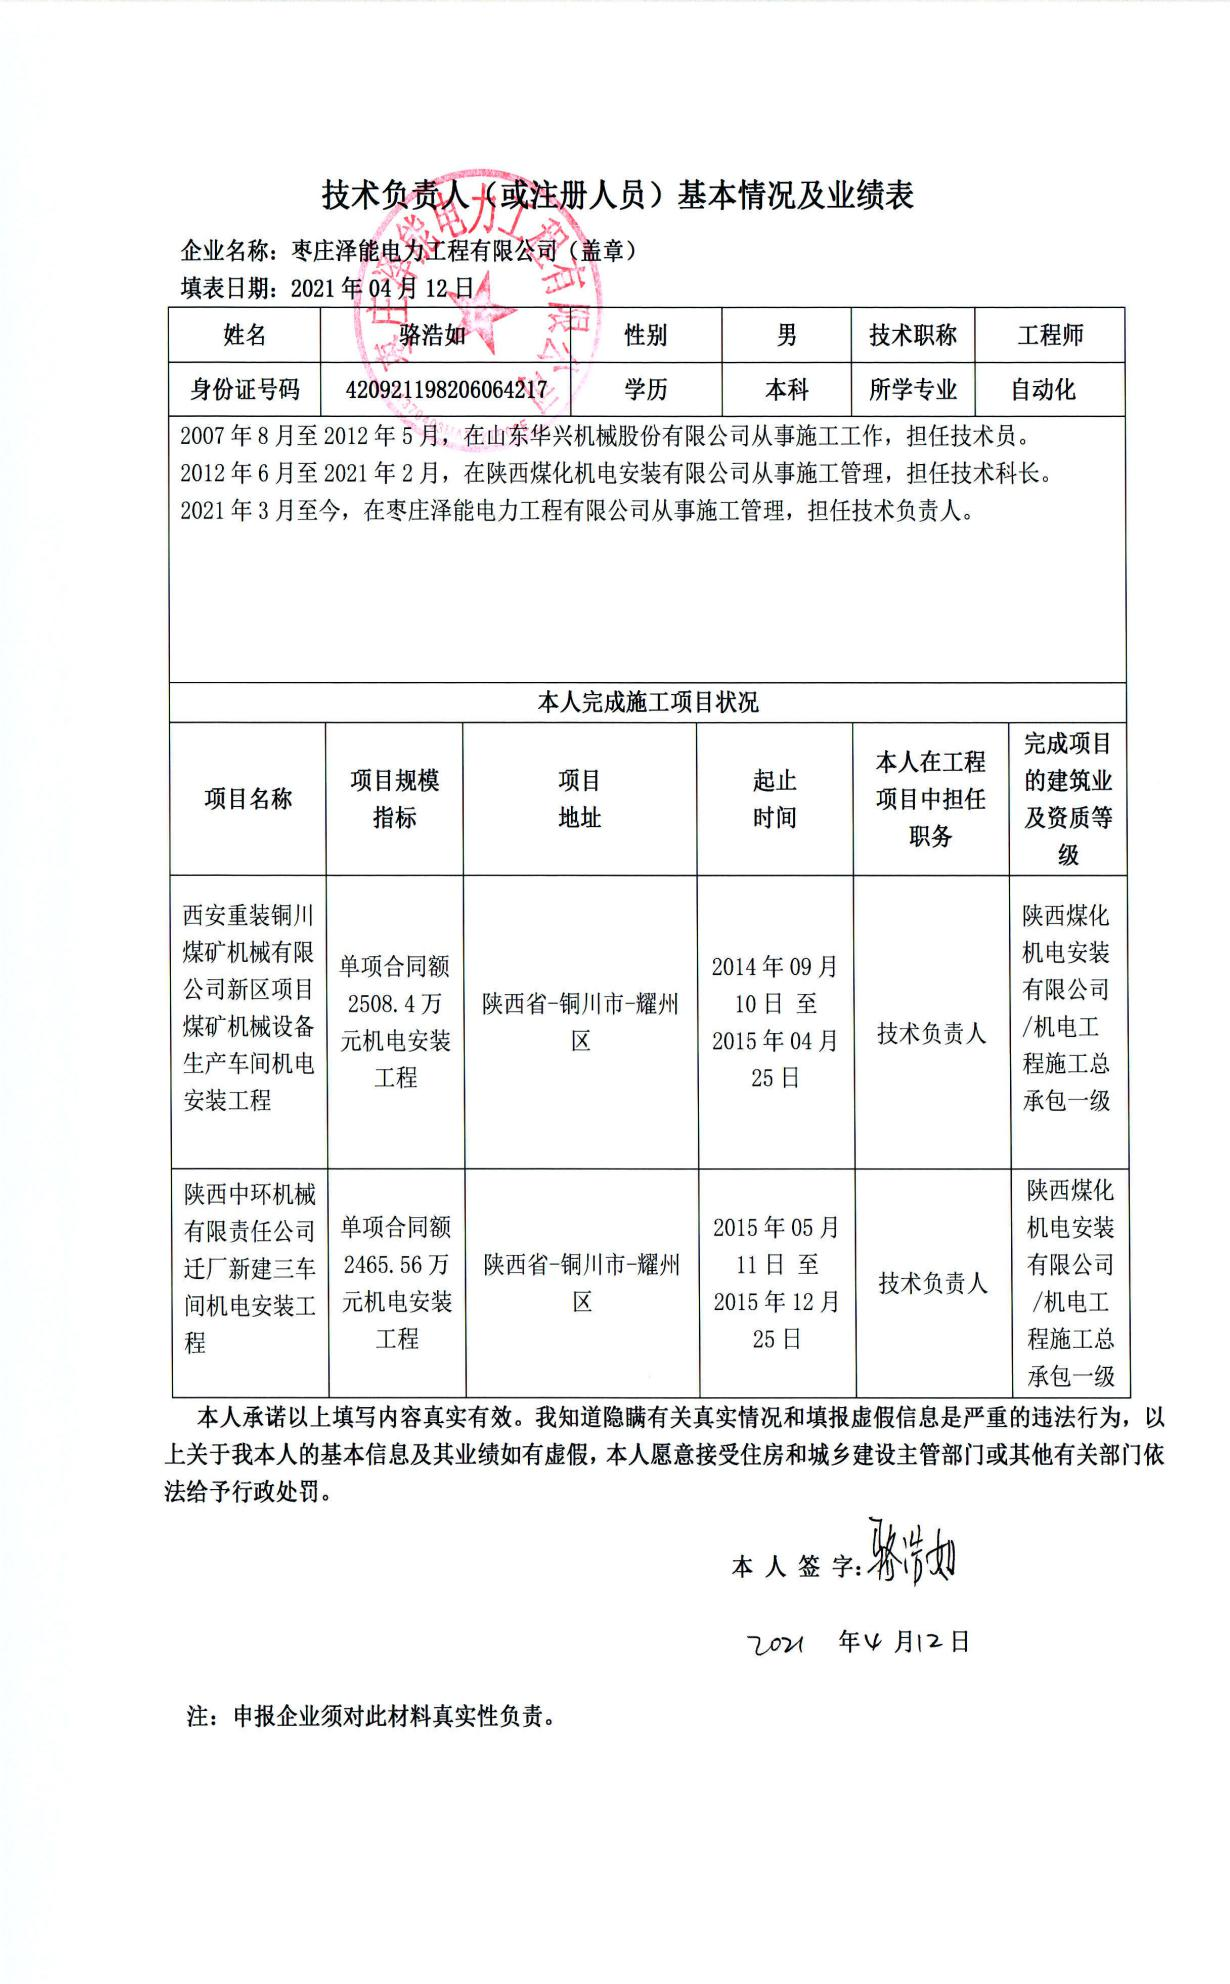 技术负责人（或注册人员）基本情况及业绩表
企业名称：枣庄泽能电力工程有限公司（盖章）
填表日期：2021年04月12日
枣庄泽能电力工程有限公司
姓名 骆浩如 性别 男 技术职称 工程师
身份证号码 420921198206064217 学历 本科 所学专业 自动化
2007年8月至2012年5月，在山东华兴机械股份有限公司从事施工工作，担任技术员。
2012年6月至2021年2月，在陕西煤化机电安装有限公司从事施工管理，担任技术科长。
2021年3月至今，在枣庄泽能电力工程有限公司从事施工管理，担任技术负责人。
本人完成施工项目状况
项目名称
项目规模
指标
项目
地址
起止
时间
本人在工程
项目中担任
职务
完成项目
的建筑业
及资质等
级
西安重装铜川
煤矿机械有限
公司新区项目
煤矿机械设备
生产车间机电
安装工程
单项合同额
2508.4万
元机电安装
工程
陕西省-铜川市-耀州
区
2014年09月
10日 至
2015年04月
25日
技术负责人
陕西煤化
机电安装
有限公司
/机电工
程施工总
承包一级
陕西中环机械
有限责任公司
迁厂新建三车
间机电安装工
程
单项合同额
2465.56万
元机电安装
工程
陕西省-铜川市-耀州
区
2015年05月
11日 至
2015年12月
25日
技术负责人
陕西煤化
机电安装
有限公司
/机电工
程施工总
承包一级
本人承诺以上填写内容真实有效。我知道隐瞒有关真实情况和填报虚假信息是严重的违法行为，以
上关于我本人的基本信息及其业绩如有虚假，本人愿意接受住房和城乡建设主管部门或其他有关部门依
法给予行政处罚。
本 人 签 字：骆浩如
2021 年4月12日
注：申报企业须对此材料真实性负责。